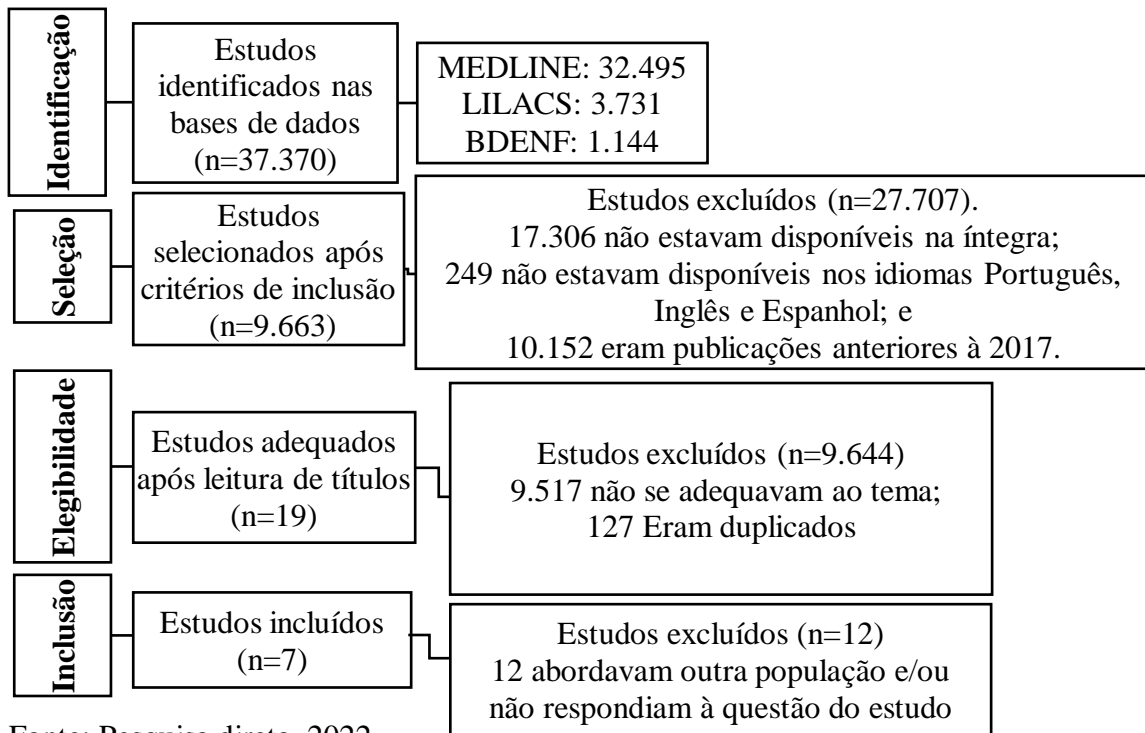 Identificação
Estudos
identificados nas
bases de dados
(n=37.370)
MEDLINE: 32.495
LILACS: 3.731
BDENF: 1.144
Seleção
Estudos
selecionados após
critérios de inclusão
(n=9.663)
Estudos excluídos (n=27.707).
17.306 não estavam disponíveis na íntegra;
249 não estavam disponíveis nos idiomas Português,
Inglês e Espanhol; e
10.152 eram publicações anteriores à 2017.
Elegibilidade
Estudos adequados
após leitura de títulos
(n=19)
Estudos excluídos (n=9.644)
9.517 não se adequavam ao tema;
127 Eram duplicados
Inclusão
Estudos incluídos
(n=7)
Estudos excluídos (n=12)
12 abordavam outra população e/ou
não respondiam à questão do estudo
Fonte: Pesquisa direta, 2022